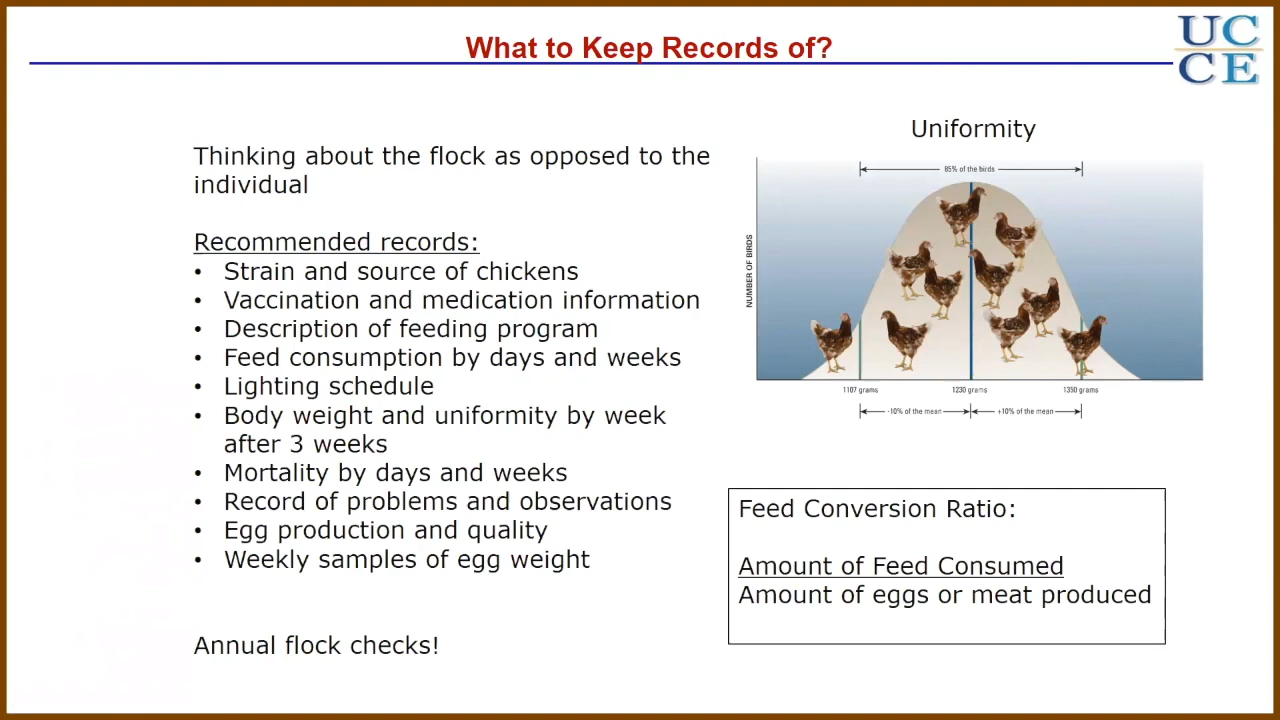 What to Keep Records of?
UC
CE
Thinking about the flock as opposed to the
individual
Recommended records:
• Strain and source of chickens
• Vaccination and medication information
• Description of feeding program
• Feed consumption by days and weeks
• Lighting schedule
• Body weight and uniformity by week
after 3 weeks
• Mortality by days and weeks
• Record of problems and observations
• Egg production and quality
• Weekly samples of egg weight
Annual flock checks!
Uniformity
85% of the birds
NUMBER OF BIRDS
1107 grams 1230 grams 1350 grams
-10% of the mean +10% of the mean
Feed Conversion Ratio:
Amount of Feed Consumed
Amount of eggs or meat produced